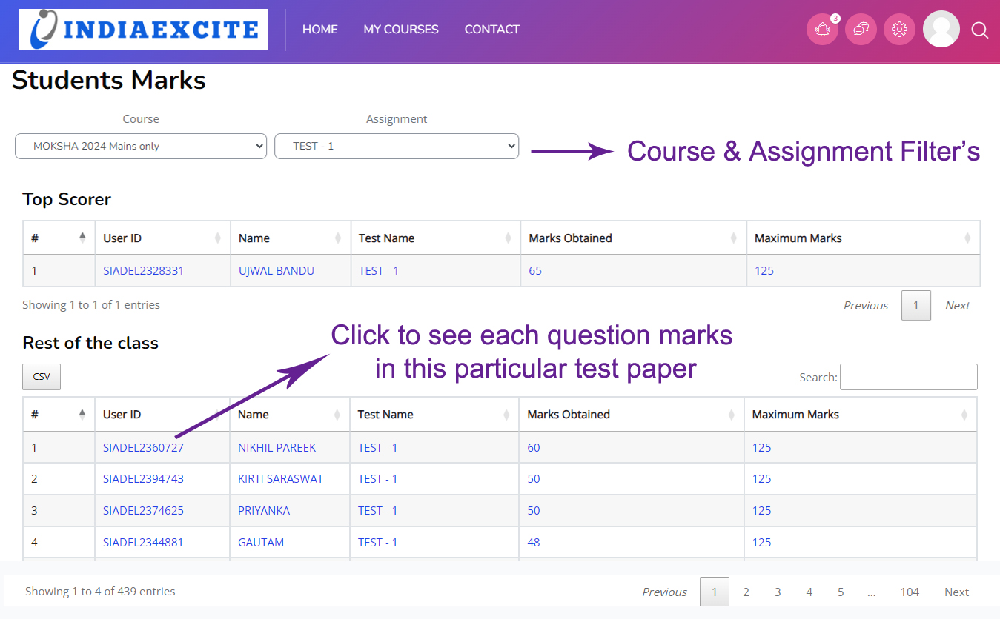 INDIAEXCITE HOME MY COURSES CONTACT 3
Students Marks
Course Assignment
MOKSHA 2024 Mains only TEST - 1
Course & Assignment Filter’s
Top Scorer
# User ID Name Test Name Marks Obtained Maximum Marks
1 SIADEL2328331 UJWAL BANDU TEST - 1 65 125
Showing 1 to 1 of 1 entries Previous 1 Next
Click to see each question marks
in this particular test paper
Rest of the class
CSV Search:
# User ID Name Test Name Marks Obtained Maximum Marks
1 SIADEL2360727 NIKHIL PAREEK TEST - 1 60 125
2 SIADEL2394743 KIRTI SARASWAT TEST - 1 50 125
3 SIADEL2374625 PRIYANKA TEST - 1 50 125
4 SIADEL2344881 GAUTAM TEST - 1 48 125
Showing 1 to 4 of 439 entries Previous 1 2 3 4 5 ... 104 Next